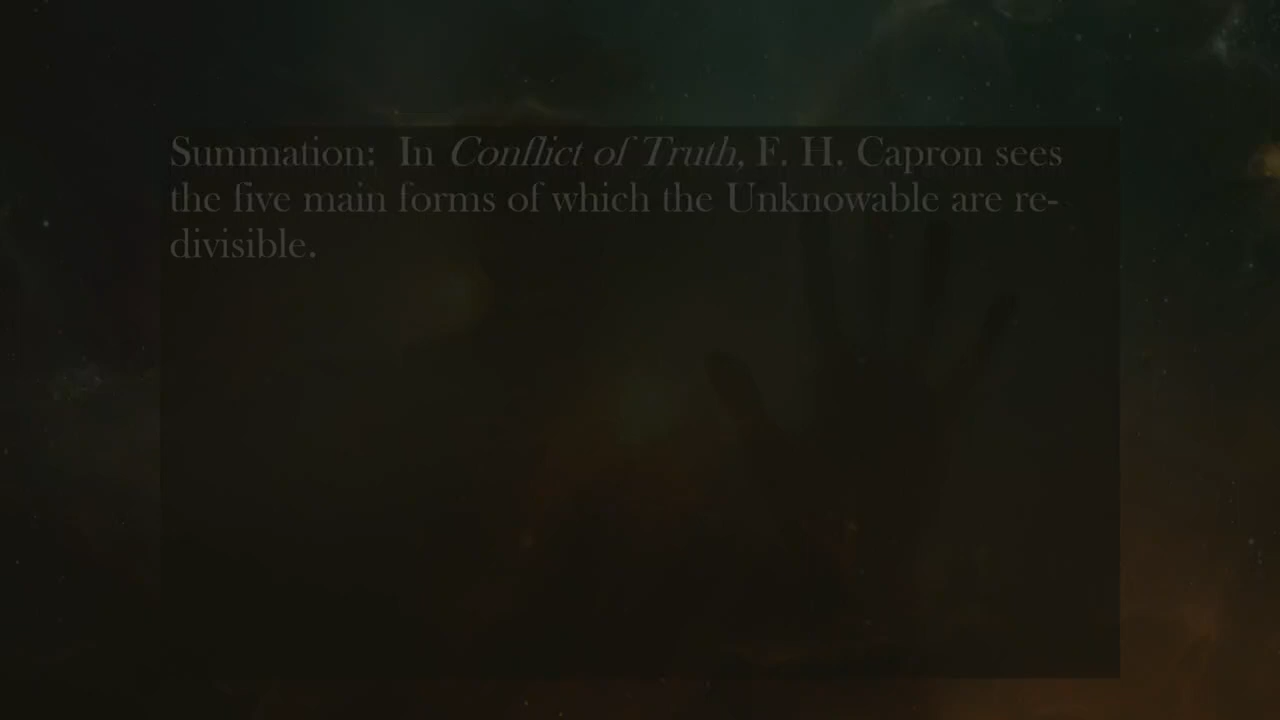 Summation:  In Conflict of Truth, F. H. Capron sees
the five main forms of which the Unknowable are re-
divisible.